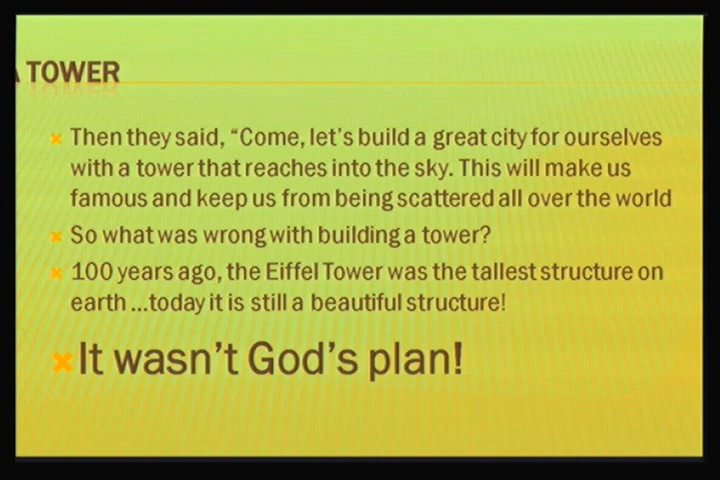 A TOWER
Then they said, “Come, let’s build a great city for ourselves
with a tower that reaches into the sky. This will make us
famous and keep us from being scattered all over the world
So what was wrong with building a tower?
100 years ago, the Eiffel Tower was the tallest structure on
earth ...today it is still a beautiful structure!
It wasn’t God’s plan!